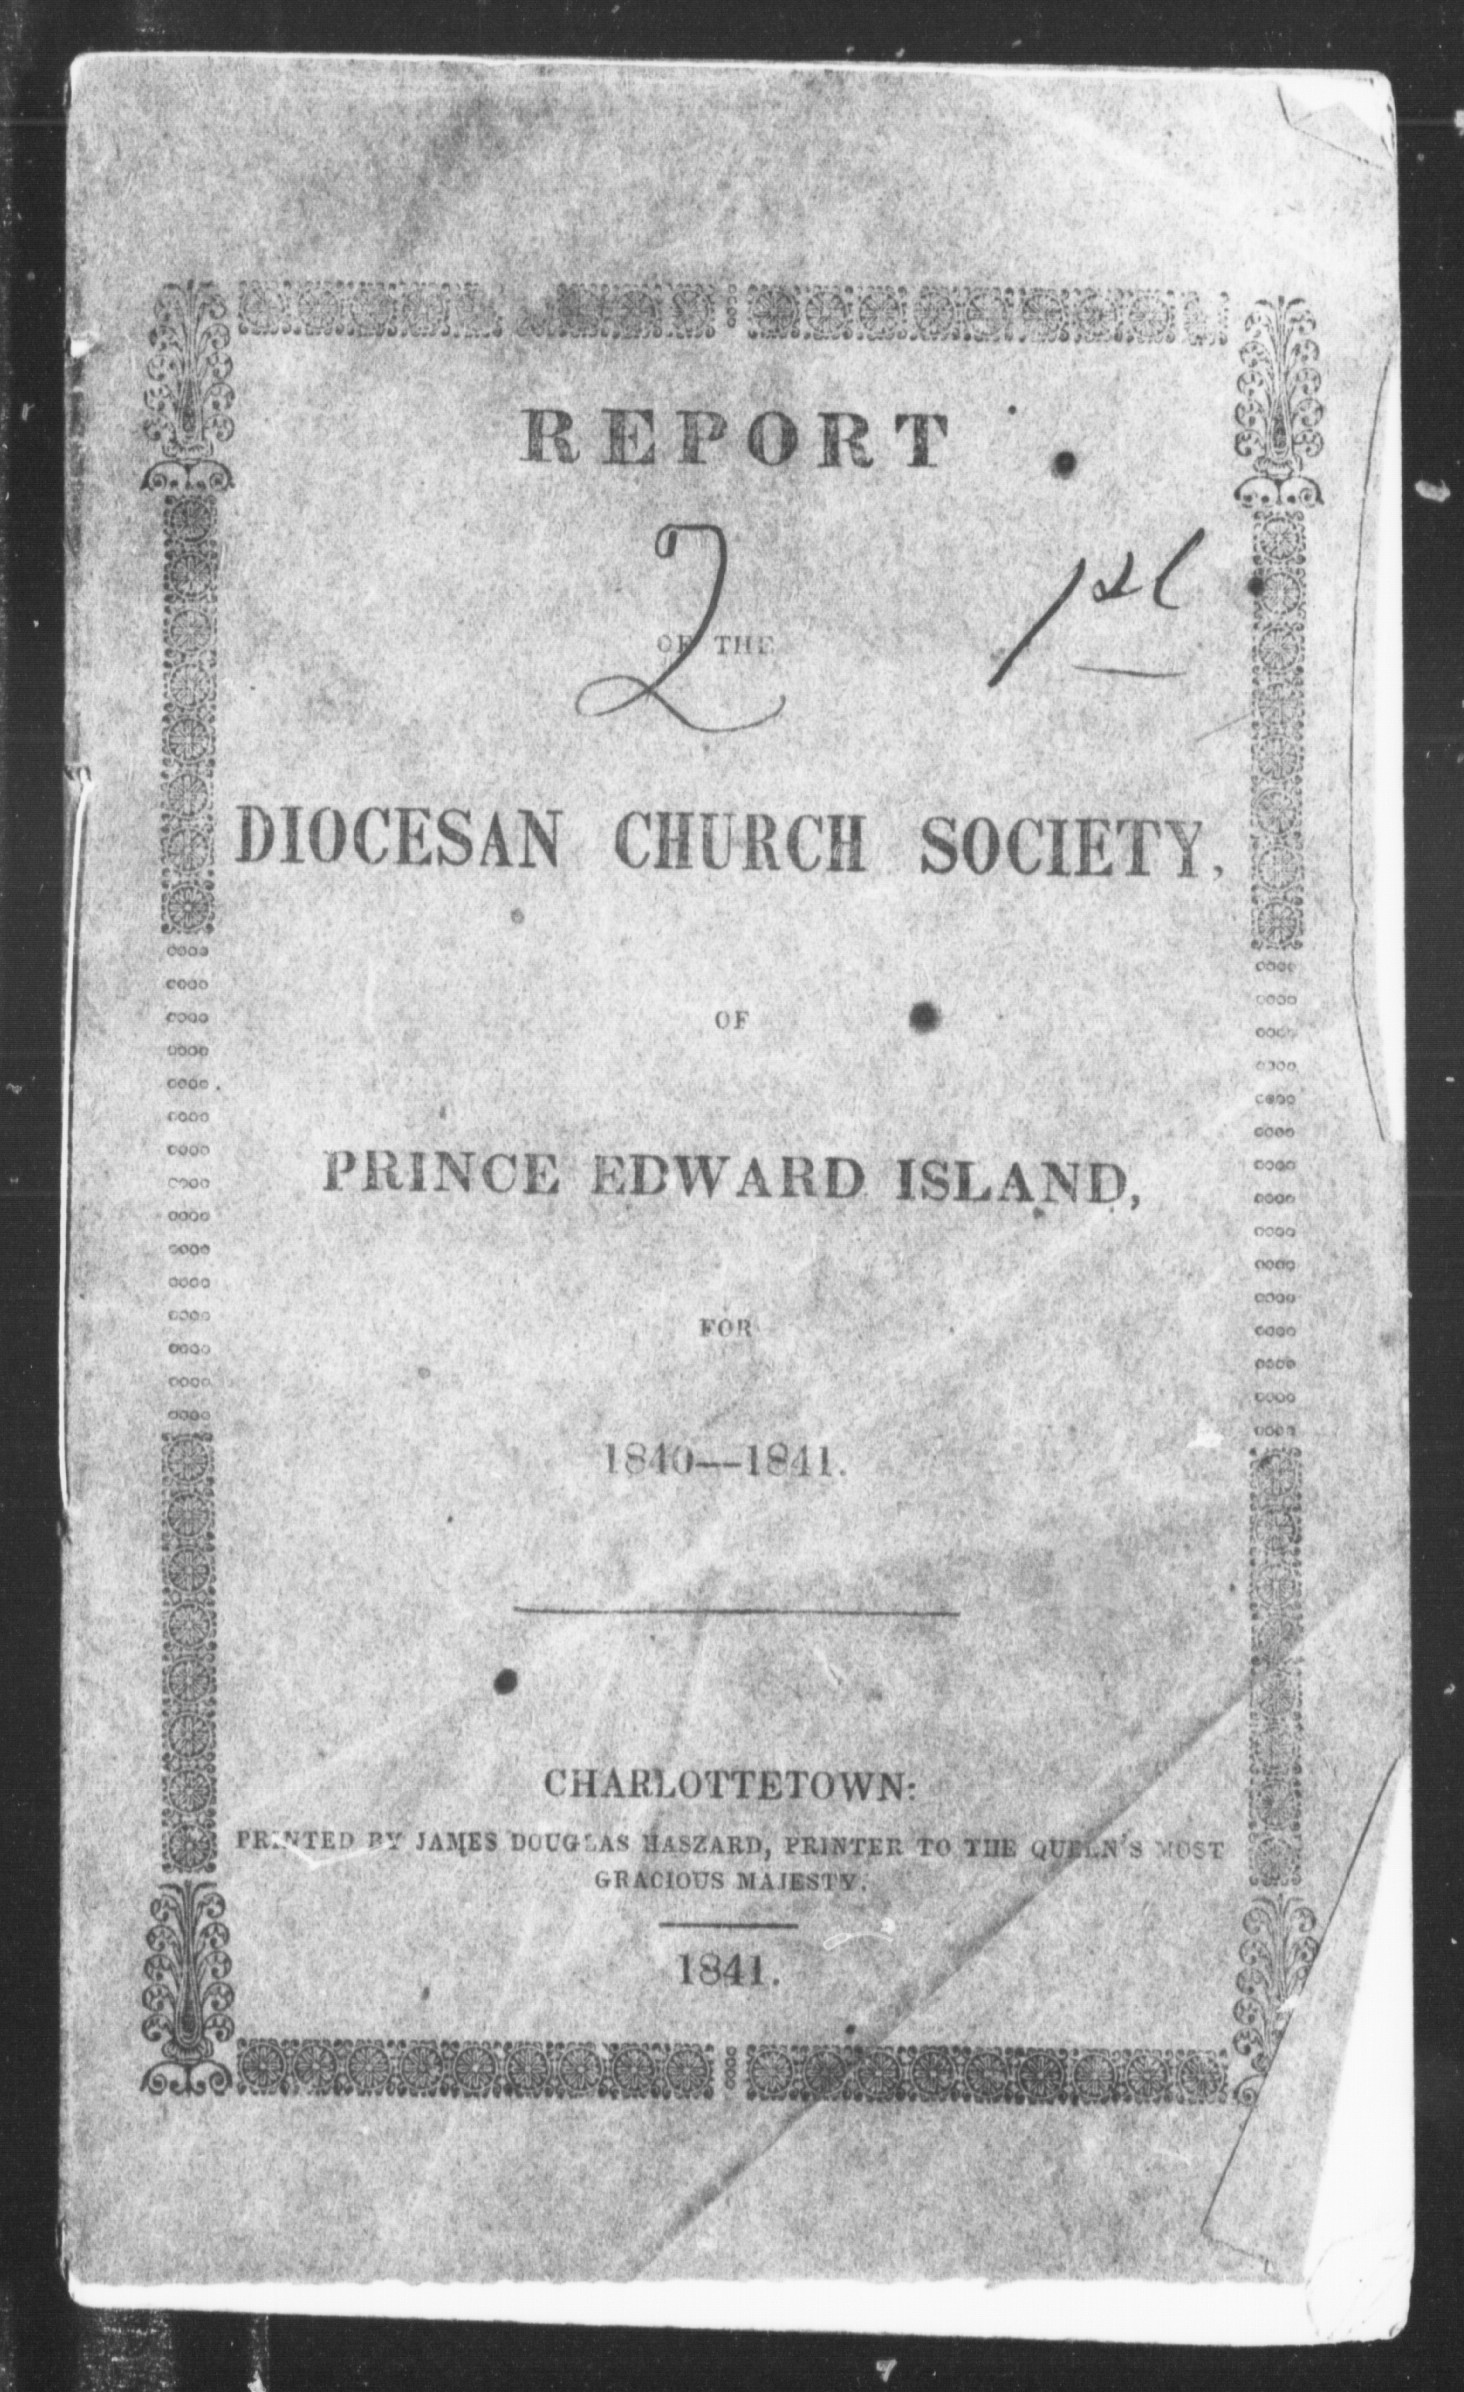 REPORT
2 1st
OF THE
DIOCESAN CHURCH SOCIETY,
OF
PRINCE EDWARD ISLAND,
FOR
1840—1841.
CHARLOTTETOWN:
PRINTED BY JAMES DOUGLAS HASZARD, PRINTER TO THE QUEEN'S MOST
GRACIOUS MAJESTY.
1841.